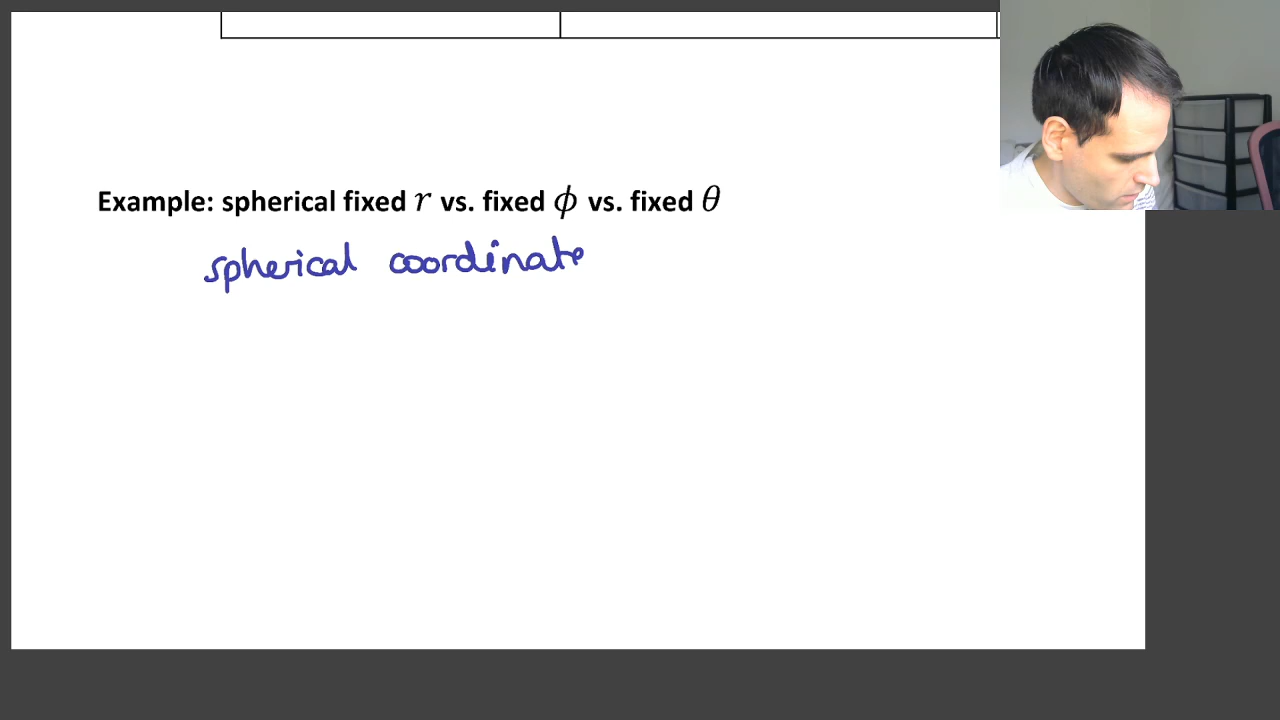 Example: spherical fixed r vs. fixed ϕ vs. fixed θ
spherical coordinate